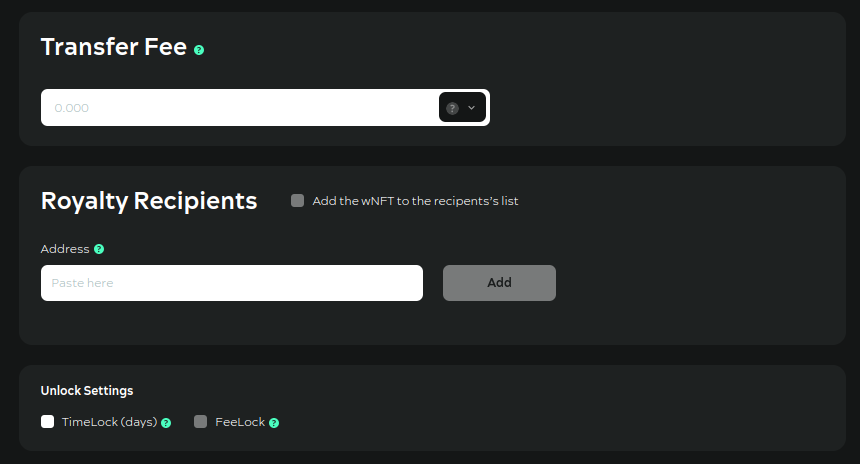 Transfer Fee ?
0.000 ?
Royalty Recipients Add the wNFT to the recipents's list
Address ?
Paste here Add
Unlock Settings
TimeLock (days) ? FeeLock ?